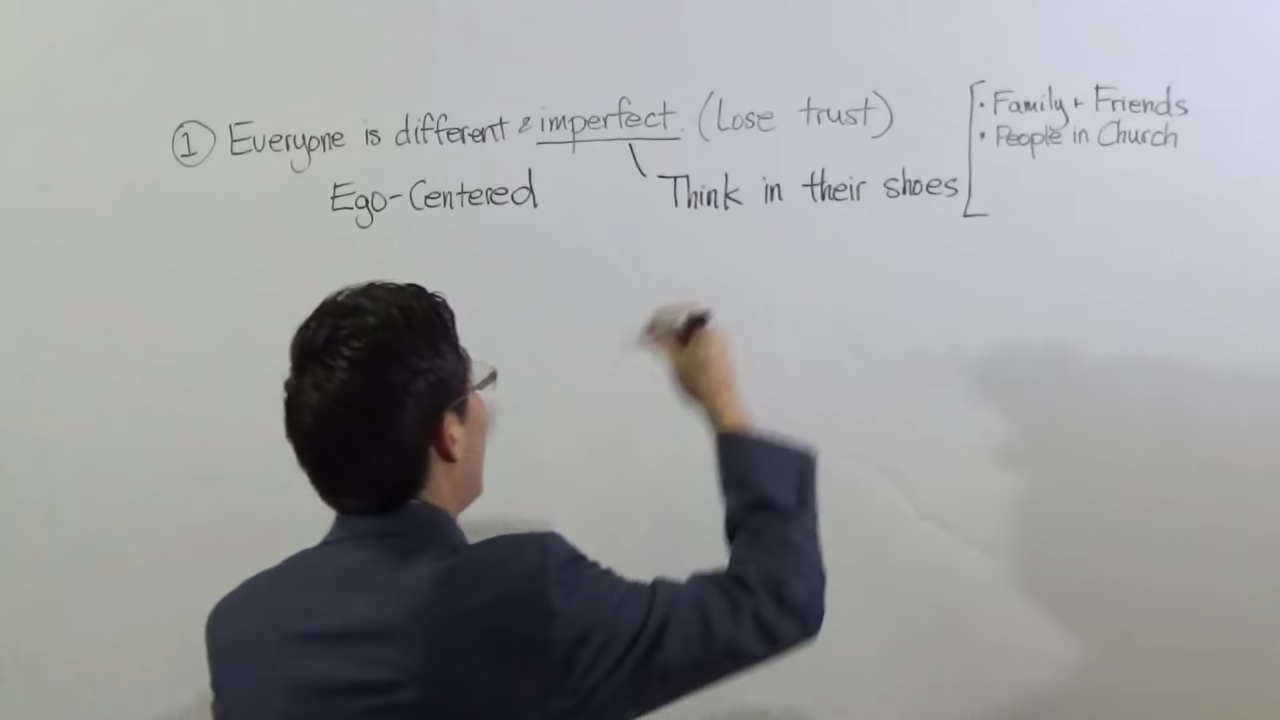 ① Everyone is different & imperfect. (Lose trust)
Ego-Centered
Think in their shoes
• Family + Friends
• People in Church